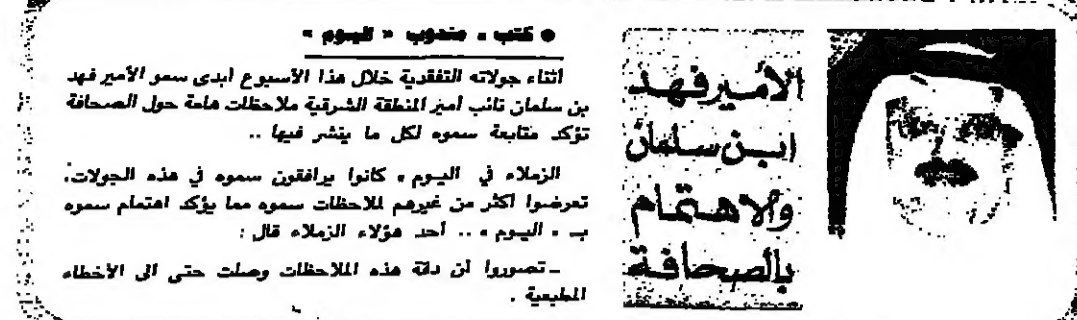 الأمير فهد
ابن سلمان
والاهتمام
بالصحافة
● كتب ـ مندوب « اليوم »
اثناء جولاته التفقدية خلال هذا الأسبوع ابدى سمو الأمير فهد
بن سلمان نائب أمير المنطقة الشرقية ملاحظات هامة حول الصحافة
تؤكد متابعة سموه لكل ما ينشر فيها ..
الزملاء في اليوم » كانوا يرافقون سموه في هذه الجولات،
تعرضوا اكثر من غيرهم لملاحظات سموه مما يؤكد اهتمام سموه
بـ « اليوم » .. أحد هؤلاء الزملاء قال :
ـ تصوروا ان دقة هذه الملاحظات وصلت حتى الى الأخطاء
المطبعية .